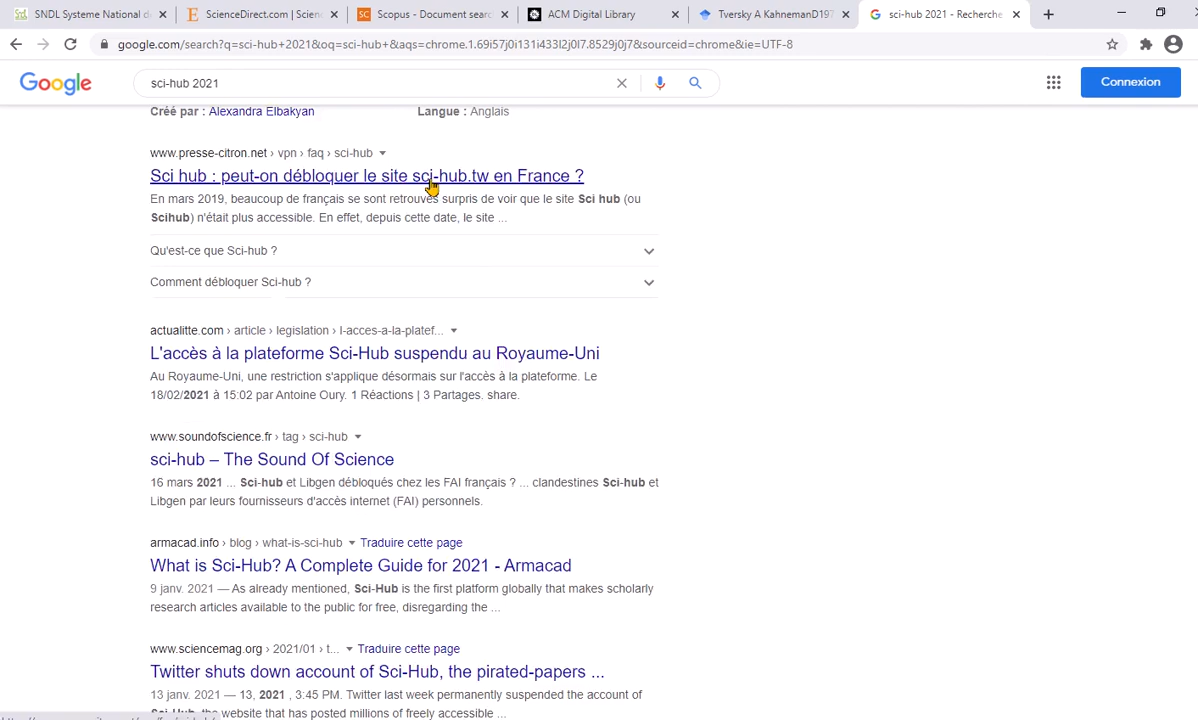 SNDL Systeme National d
ScienceDirect.com | Scien
Scopus - Document searc
ACM Digital Library
Tversky A KahnemanD197
sci-hub 2021 - Recherche
google.com/search?q=sci-hub+2021&oq=sci-hub+&aqs=chrome.1.69i57j0i131i433l2j0l7.8529j0j7&sourceid=chrome&ie=UTF-8
Google
sci-hub 2021
Connexion
Créé par : Alexandra Elbakyan
Langue : Anglais
www.presse-citron.net › vpn › faq › sci-hub
Sci hub : peut-on débloquer le site sci-hub.tw en France ?
En mars 2019, beaucoup de français se sont retrouvés surpris de voir que le site Sci hub (ou
Scihub) n'était plus accessible. En effet, depuis cette date, le site ...
Qu'est-ce que Sci-hub ?
Comment débloquer Sci-hub ?
actualitte.com › article › legislation › l-acces-a-la-platef...
L'accès à la plateforme Sci-Hub suspendu au Royaume-Uni
Au Royaume-Uni, une restriction s'applique désormais sur l'accès à la plateforme. Le
18/02/2021 à 15:02 par Antoine Oury. 1 Réactions | 3 Partages. share.
www.soundofscience.fr › tag › sci-hub
sci-hub – The Sound Of Science
16 mars 2021 ... Sci-hub et Libgen débloqués chez les FAI français ? ... clandestines Sci-hub et
Libgen par leurs fournisseurs d'accès internet (FAI) personnels.
armacad.info › blog › what-is-sci-hub Traduire cette page
What is Sci-Hub? A Complete Guide for 2021 - Armacad
9 janv. 2021 — As already mentioned, Sci-Hub is the first platform globally that makes scholarly
research articles available to the public for free, disregarding the ...
www.sciencemag.org › 2021/01 › t... Traduire cette page
Twitter shuts down account of Sci-Hub, the pirated-papers ...
13 janv. 2021 — 13, 2021 , 3:45 PM. Twitter last week permanently suspended the account of
Sci-Hub, the website that has posted millions of freely accessible ...